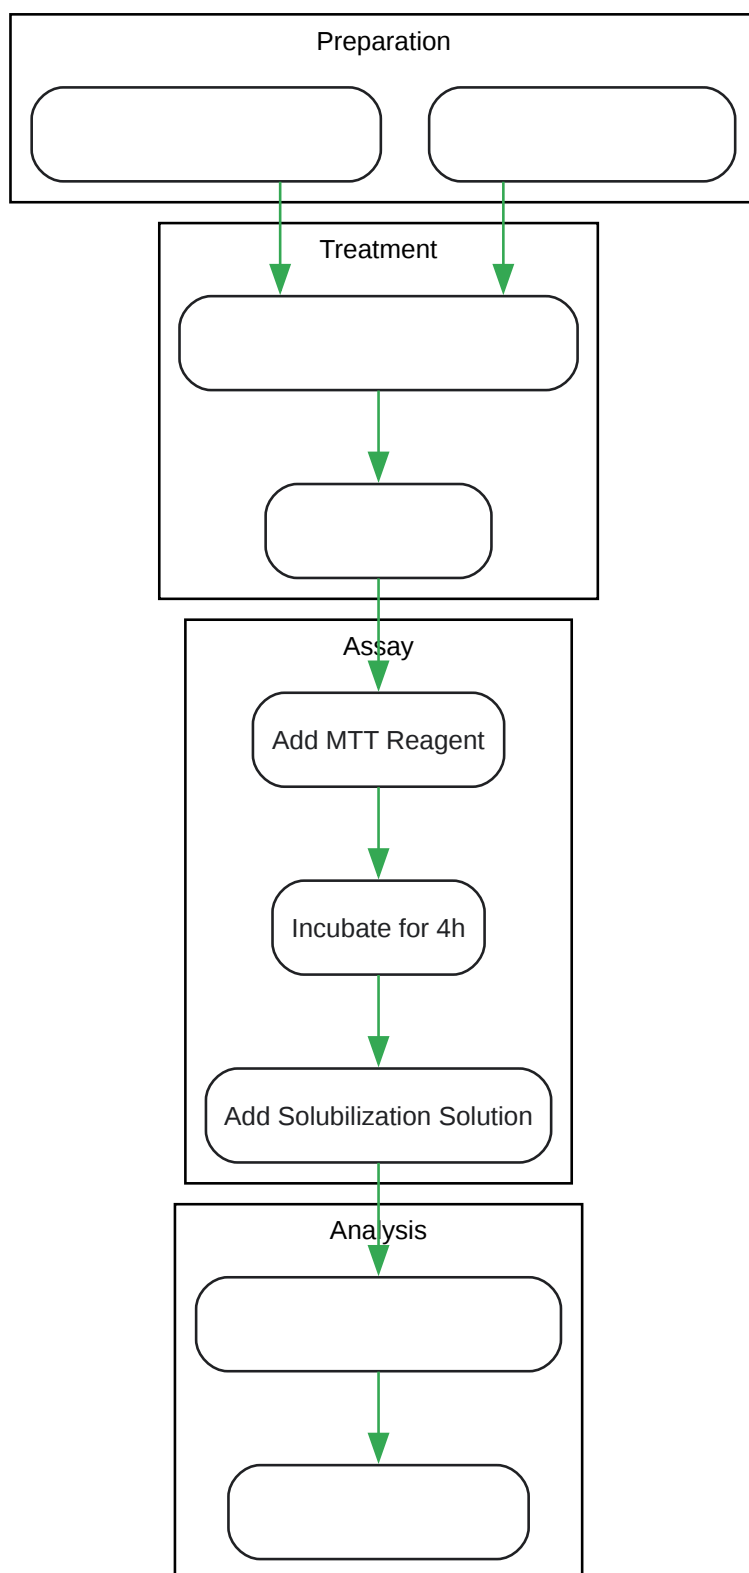 Preparation
Treatment
Assay
Add MTT Reagent
Incubate for 4h
Add Solubilization Solution
Analysis